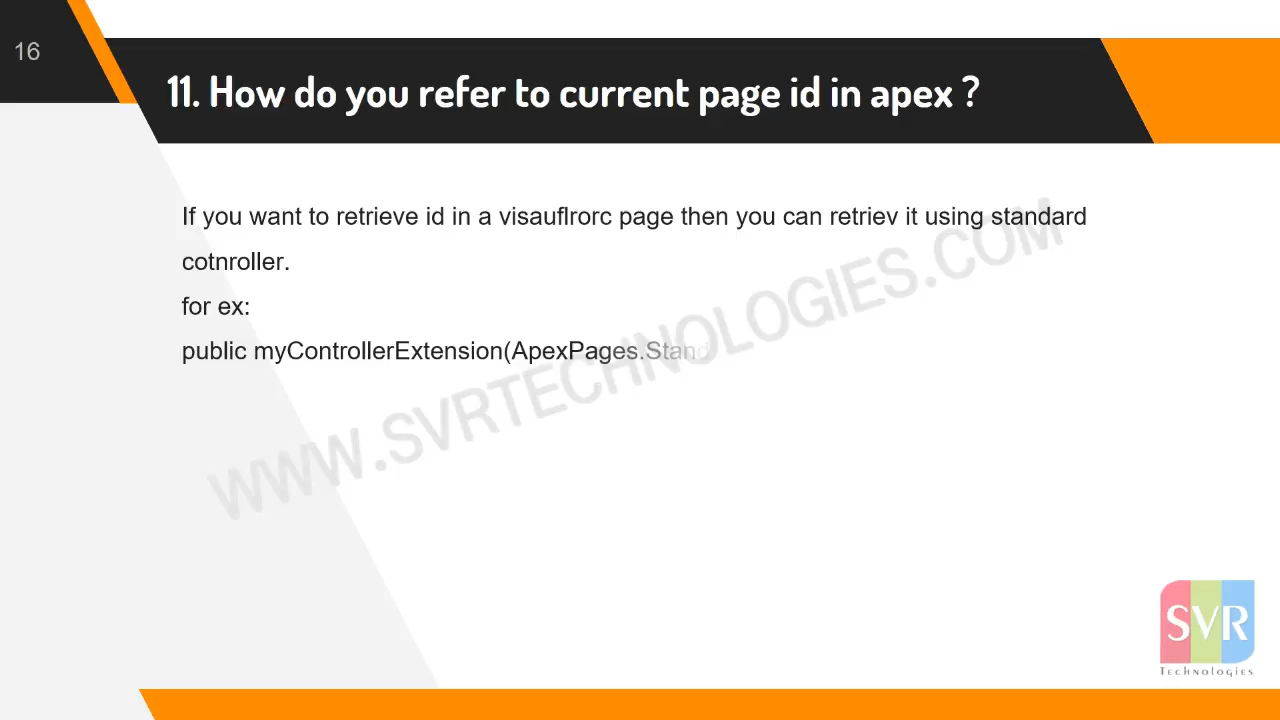 16
11. How do you refer to current page id in apex ?
If you want to retrieve id in a visauflrorc page then you can retriev it using standard
cotnroller.
for ex:
public myControllerExtension(ApexPages.Stand
WWW.SVRTECHNOLOGIES.COM
SVR
Technologies